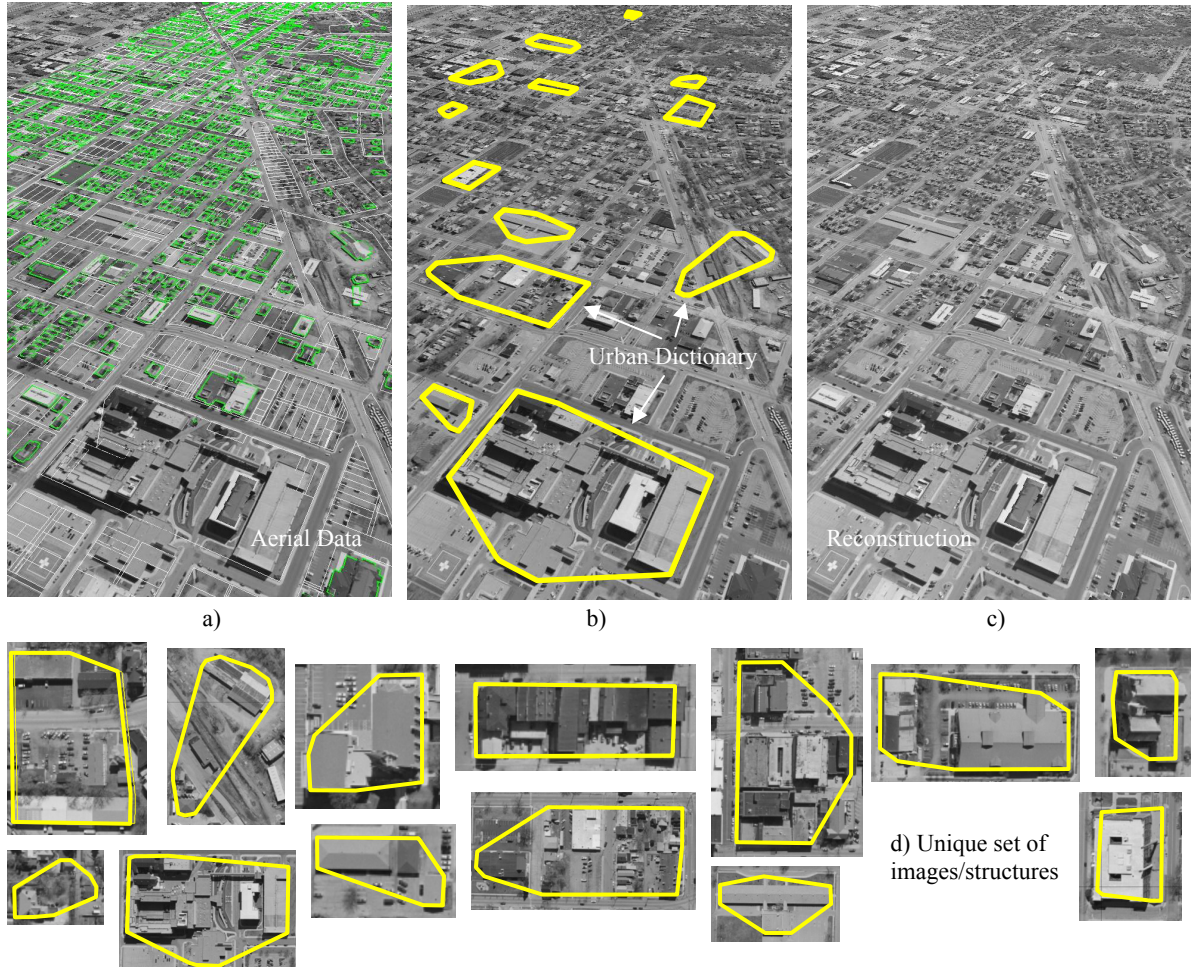 Aerial Data
Urban Dictionary
Reconstruction
a)
b)
c)
d) Unique set of
images/structures